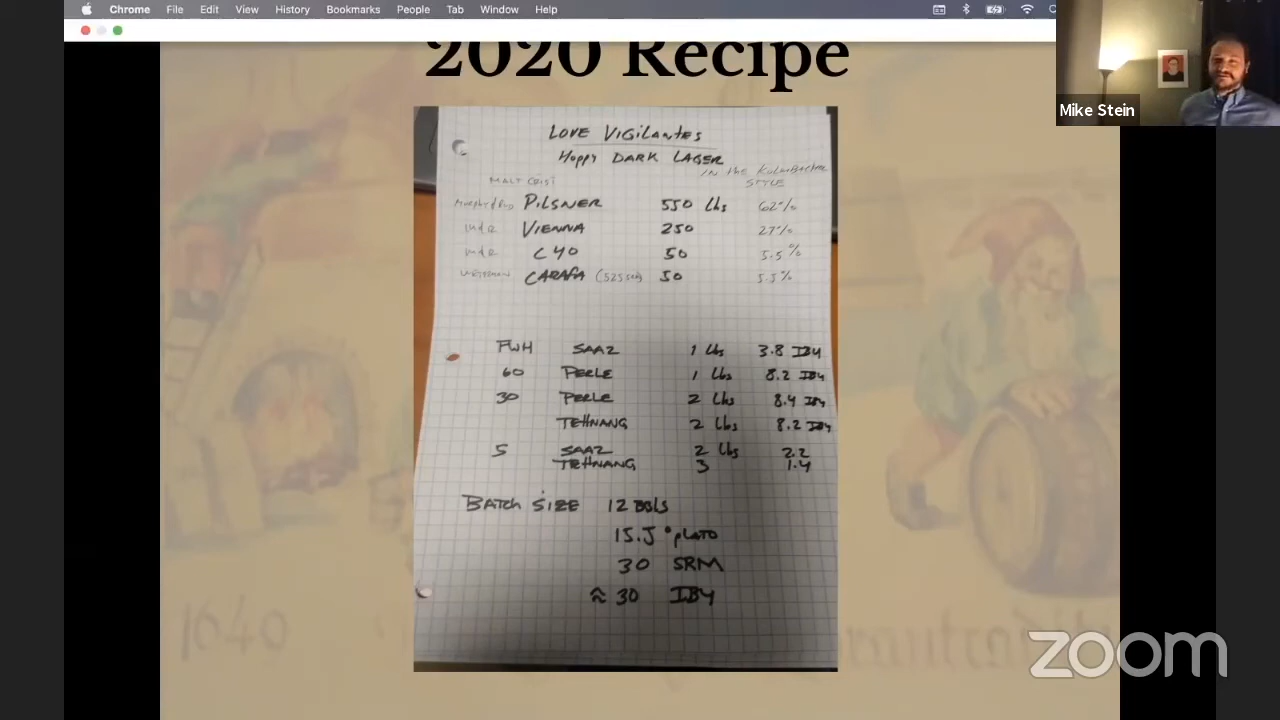 Chrome File Edit View History Bookmarks People Tab Window Help
Mike Stein
2020 Recipe
LOVE VIGILANTES
HOPPY DARK LAGER
IN THE KULMBACHER
STYLE
MALT
PILSNER 550 lbs 62%
VIENNA 250 27%
C40 50 5.5%
CARAFA 50 5.5%
FWH SAAZ 1 lbs 3.8 IBU
60 PERLE 1 lbs 8.2 IBU
30 PERLE 2 lbs 8.4 IBU
TETTNANG 2 lbs 8.2 IBU
5 SAAZ 2 lbs 2.2
TETTNANG 3 1.4
BATCH SIZE 12 BBLS
15.5 ° PLATO
30 SRM
≈ 30 IBU
1640
zoom